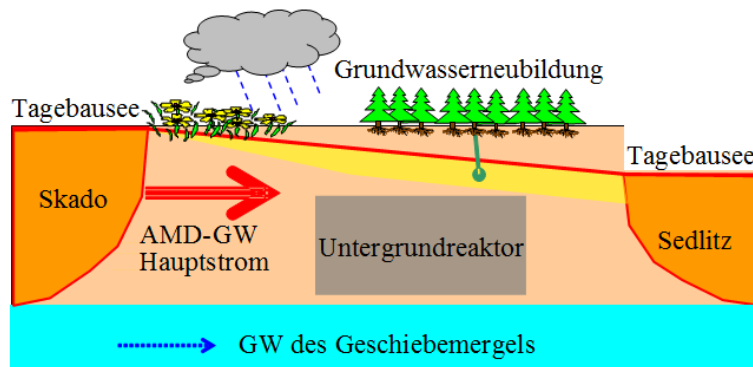 Grundwasserneubildung
Tagebausee
Tagebausee
Skado
AMD-GW
Hauptstrom
Untergrundreaktor
Sedlitz
GW des Geschiebemergels